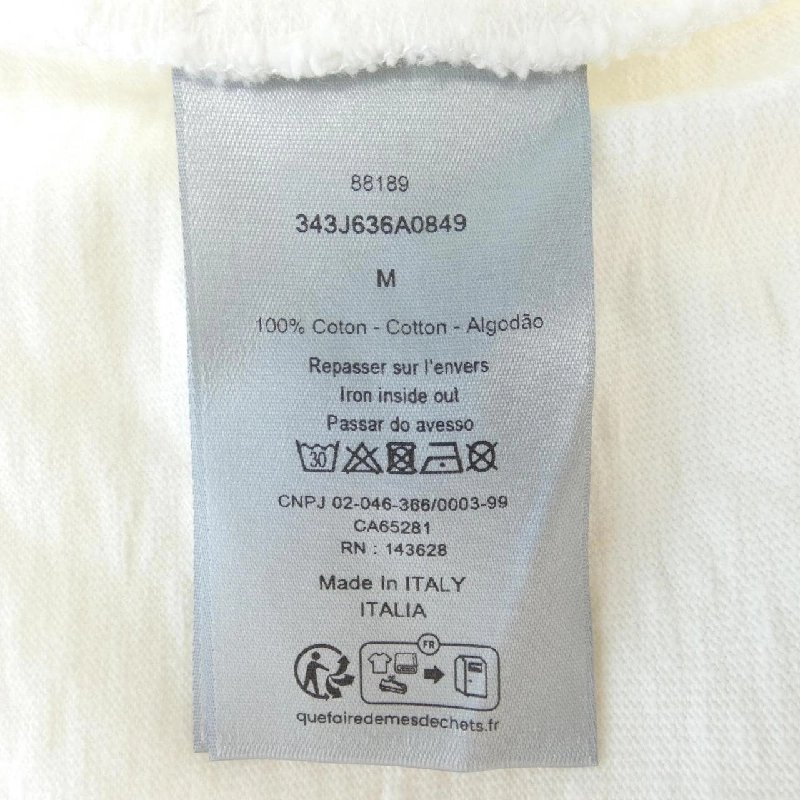 88189
343J636A0849
M
100% Coton - Cotton - Algodão
Repasser sur l'envers
Iron inside out
Passar do avesso
30
CNPJ 02-046-386/0003-99
CA65281
RN : 143628
Made In ITALY
ITALIA
FR
quefairedemesdechets.fr